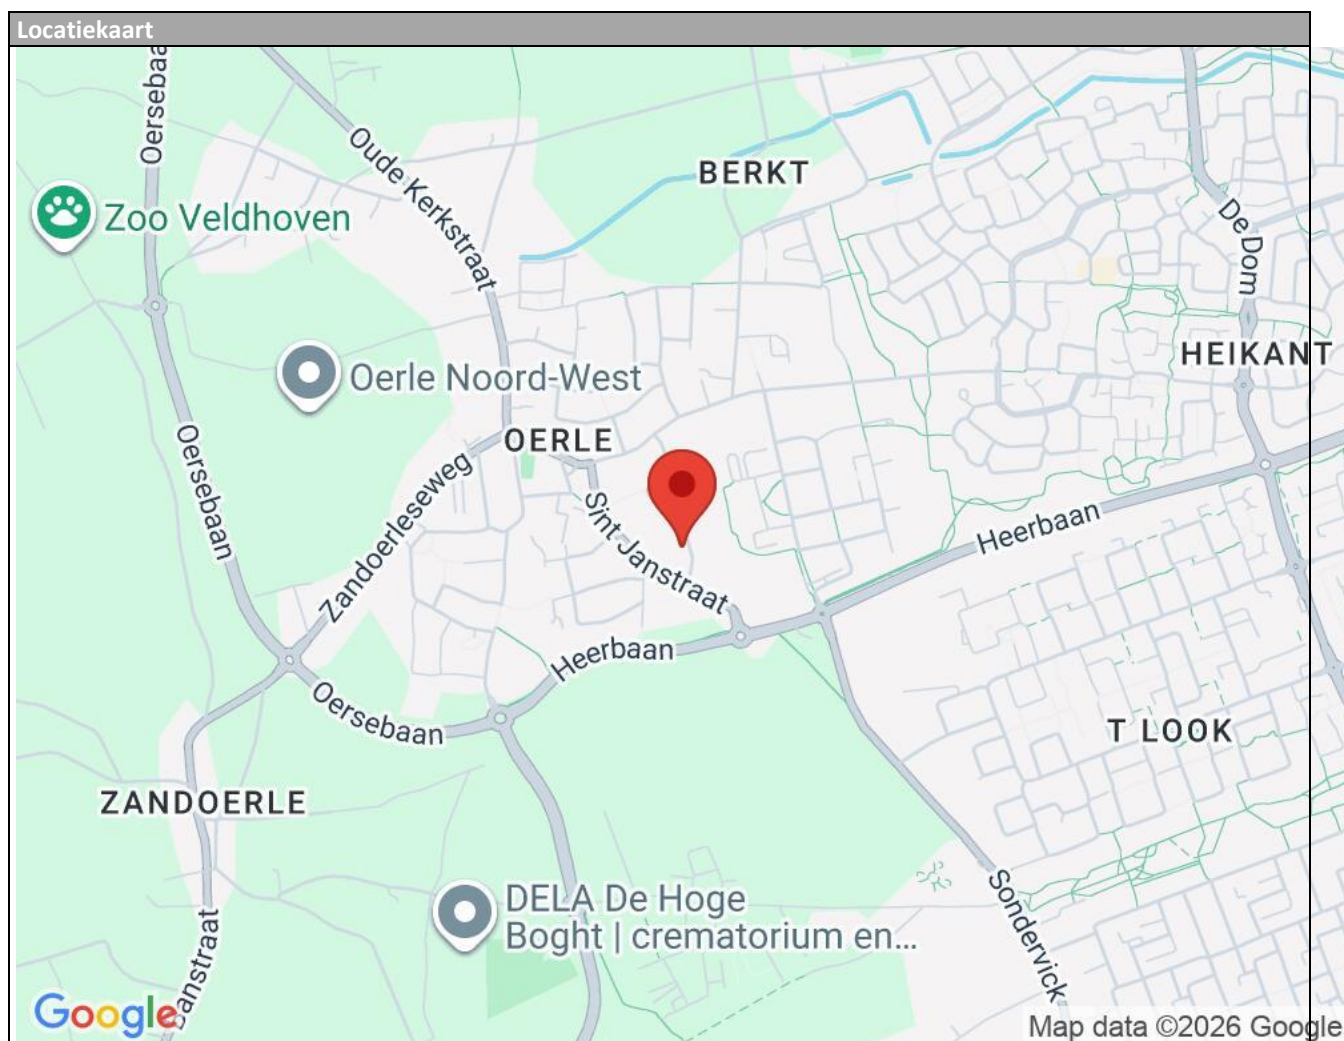 Locatiekaart
Oersebaa
Oude Kerkstraat
BERKT
Zoo Veldhoven
De Dom
HEIKANT
Oerle Noord-West
OERLE
Oersebaan
Zandoerleseweg
Sint-Janstraat
Heerbaan
Heerbaan
Oersebaan
T LOOK
ZANDOERLE
DELA De Hoge
Boght | crematorium en...
Sondervick
Banstraat
Google
Map data ©2026 Google